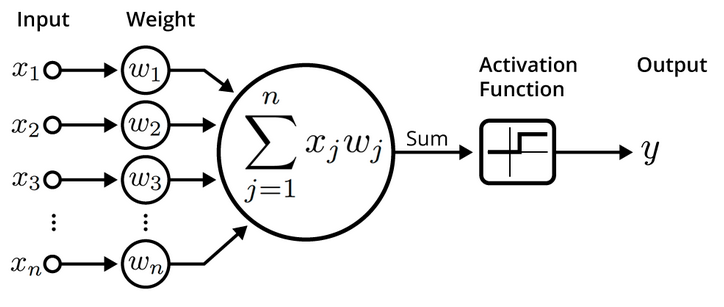 Input
Weight
Activation
Function
Output
x₁
w₁
x₂
w₂
x₃
w₃
⋮
⋮
xₙ
wₙ
n
∑ xⱼwⱼ
j=1
Sum
y